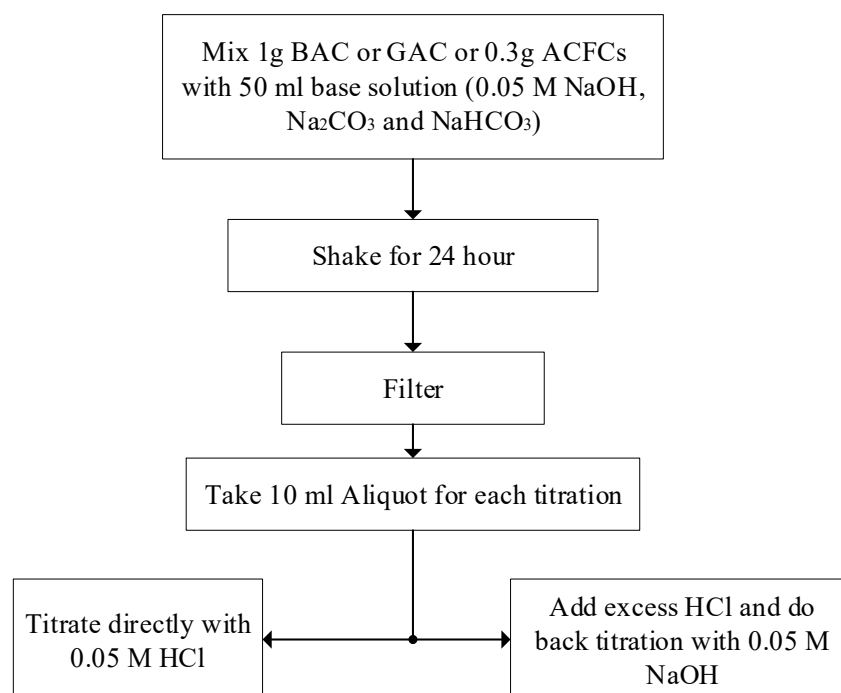 Mix 1g BAC or GAC or 0.3g ACFCs
with 50 ml base solution (0.05 M NaOH,
Na₂CO₃ and NaHCO₃)
Shake for 24 hour
Filter
Take 10 ml Aliquot for each titration
Titrate directly with
0.05 M HCl
Add excess HCl and do
back titration with 0.05 M
NaOH